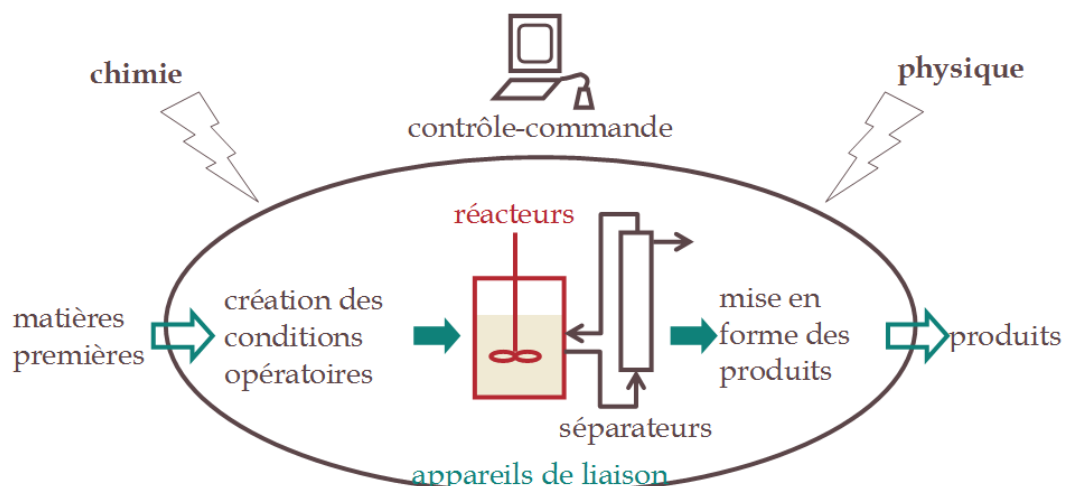 chimie
physique
contrôle-commande
réacteurs
matières
premières
création des
conditions
opératoires
mise en
forme des
produits
produits
séparateurs
appareils de liaison